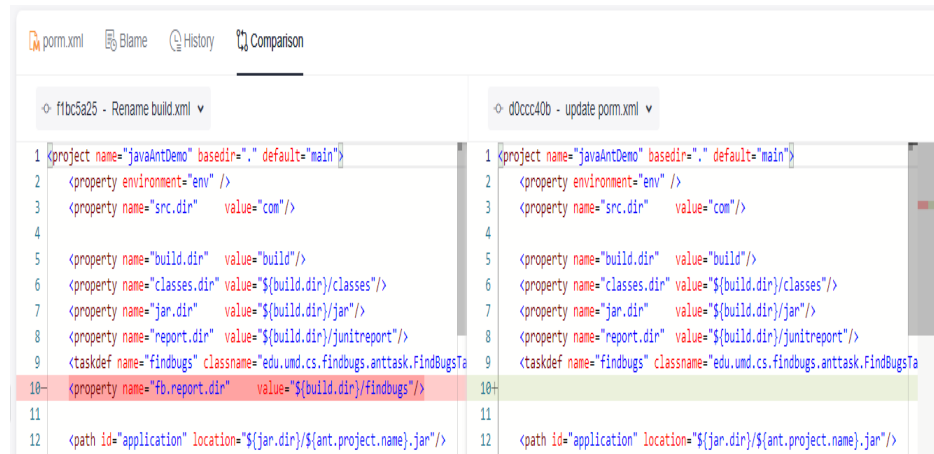 porm.xml Blame History Comparison
f1bc5a25 - Rename build.xml
1 <project name="javaAntDemo" basedir="." default="main">
2 <property environment="env" />
3 <property name="src.dir" value="com"/>
4
5 <property name="build.dir" value="build"/>
6 <property name="classes.dir" value="${build.dir}/classes"/>
7 <property name="jar.dir" value="${build.dir}/jar"/>
8 <property name="report.dir" value="${build.dir}/junitreport"/>
9 <taskdef name="findbugs" classname="edu.umd.cs.findbugs.anttask.FindBugsTa
10- <property name="fb.report.dir" value="${build.dir}/findbugs"/>
11
12 <path id="application" location="${jar.dir}/${ant.project.name}.jar"/>
d0ccc40b - update porm.xml
1 <project name="javaAntDemo" basedir="." default="main">
2 <property environment="env" />
3 <property name="src.dir" value="com"/>
4
5 <property name="build.dir" value="build"/>
6 <property name="classes.dir" value="${build.dir}/classes"/>
7 <property name="jar.dir" value="${build.dir}/jar"/>
8 <property name="report.dir" value="${build.dir}/junitreport"/>
9 <taskdef name="findbugs" classname="edu.umd.cs.findbugs.anttask.FindBugsTa
10+
11
12 <path id="application" location="${jar.dir}/${ant.project.name}.jar"/>